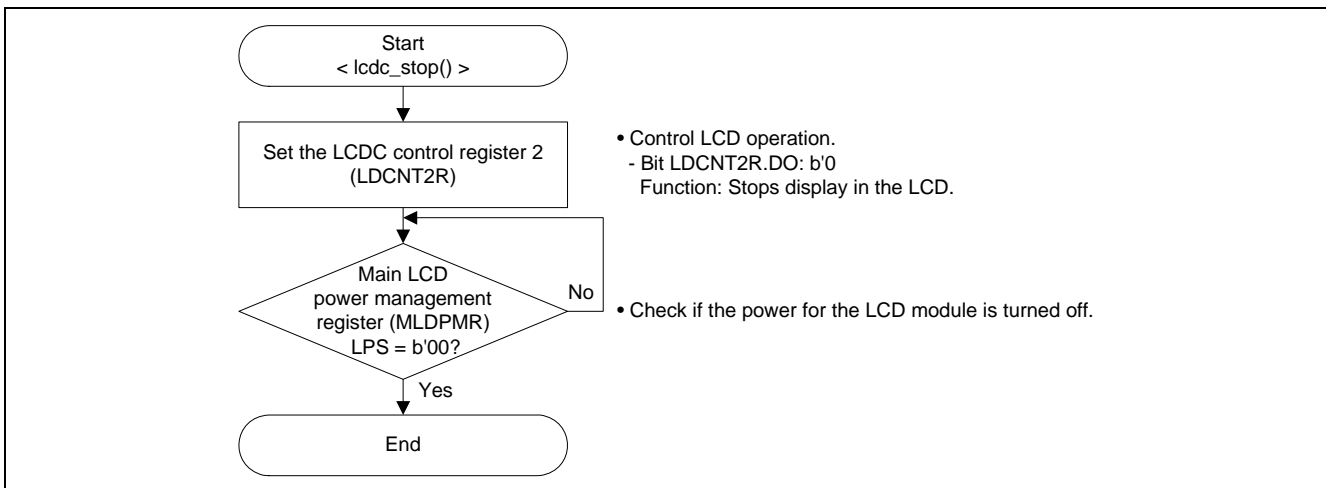 Start
< lcdc_stop() >
Set the LCDC control register 2
(LDCNT2R)
• Control LCD operation.
- Bit LDCNT2R.DO: b'0
Function: Stops display in the LCD.
Main LCD
power management
register (MLDPMR)
LPS = b'00?
No
• Check if the power for the LCD module is turned off.
Yes
End